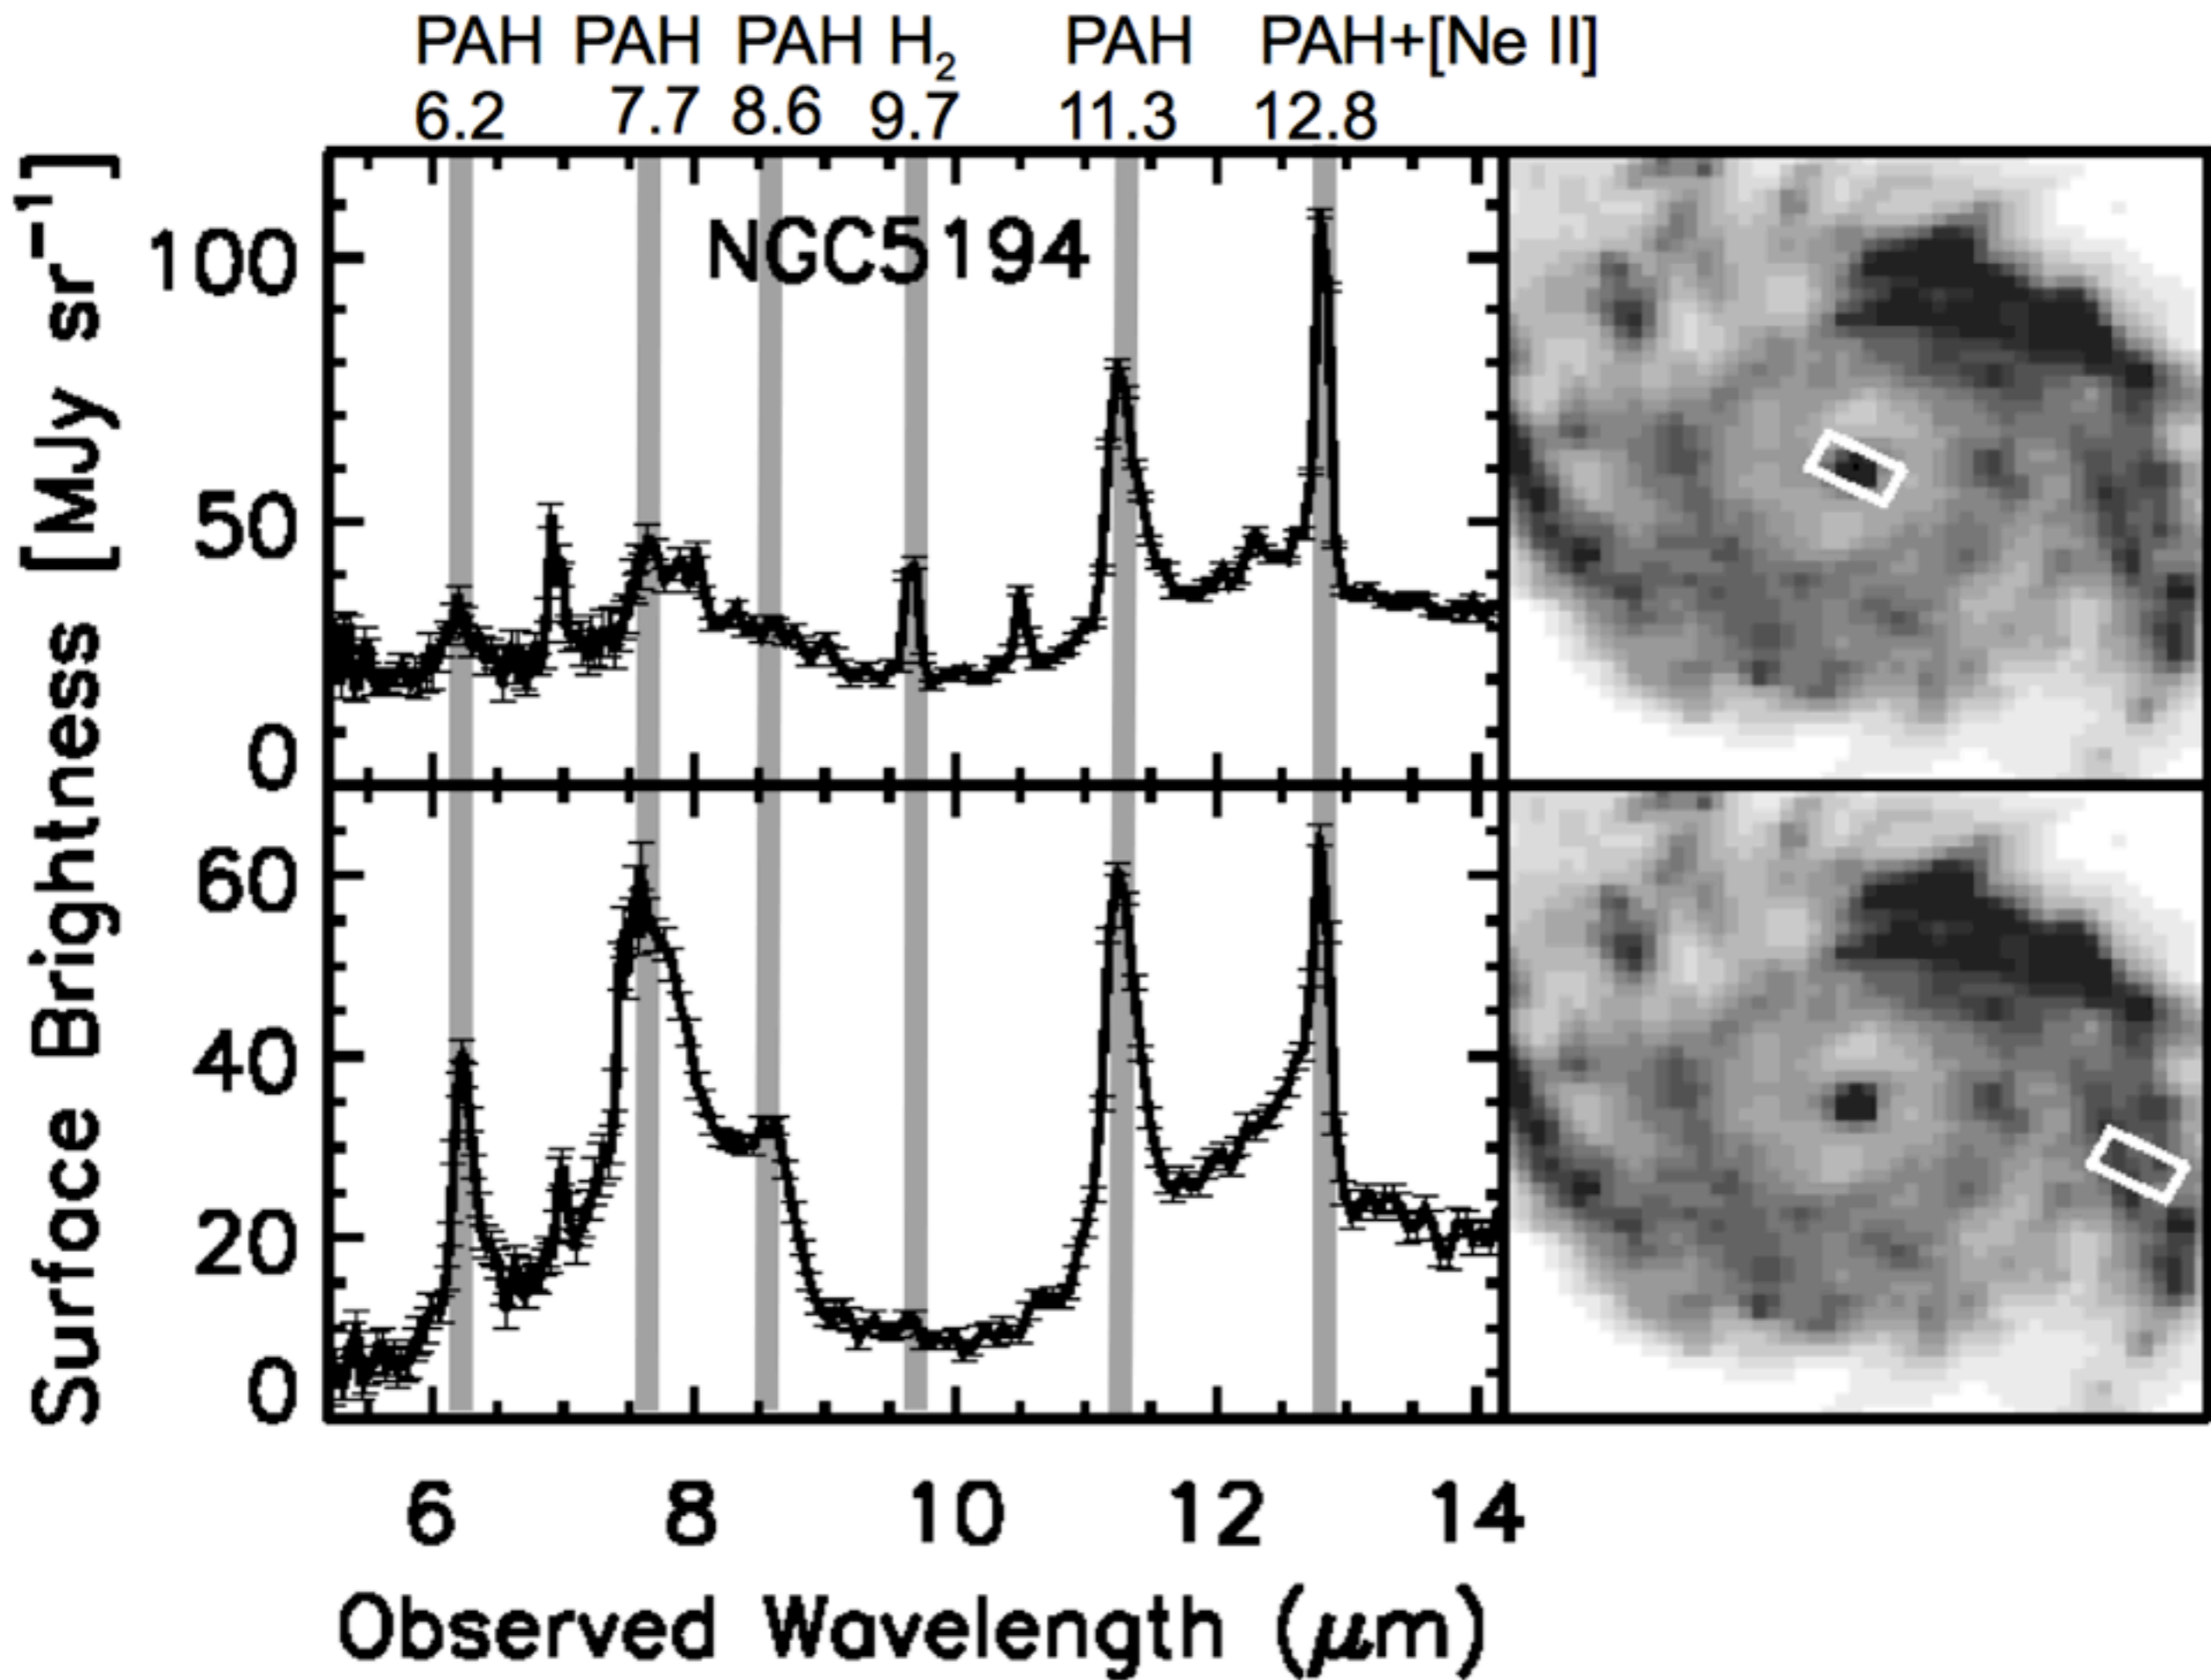 PAH PAH PAH H₂ PAH PAH+[Ne II]
6.2 7.7 8.6 9.7 11.3 12.8
NGC5194
100
50
0
60
40
20
0
Surface Brightness [MJy sr⁻¹]
6 8 10 12 14
Observed Wavelength (μm)